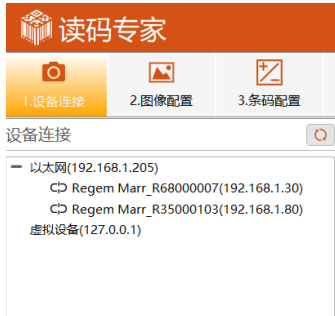 读码专家
1.设备连接
2.图像配置
3.条码配置
设备连接
以太网(192.168.1.205)
Regem Marr_R68000007(192.168.1.30)
Regem Marr_R35000103(192.168.1.80)
虚拟设备(127.0.0.1)